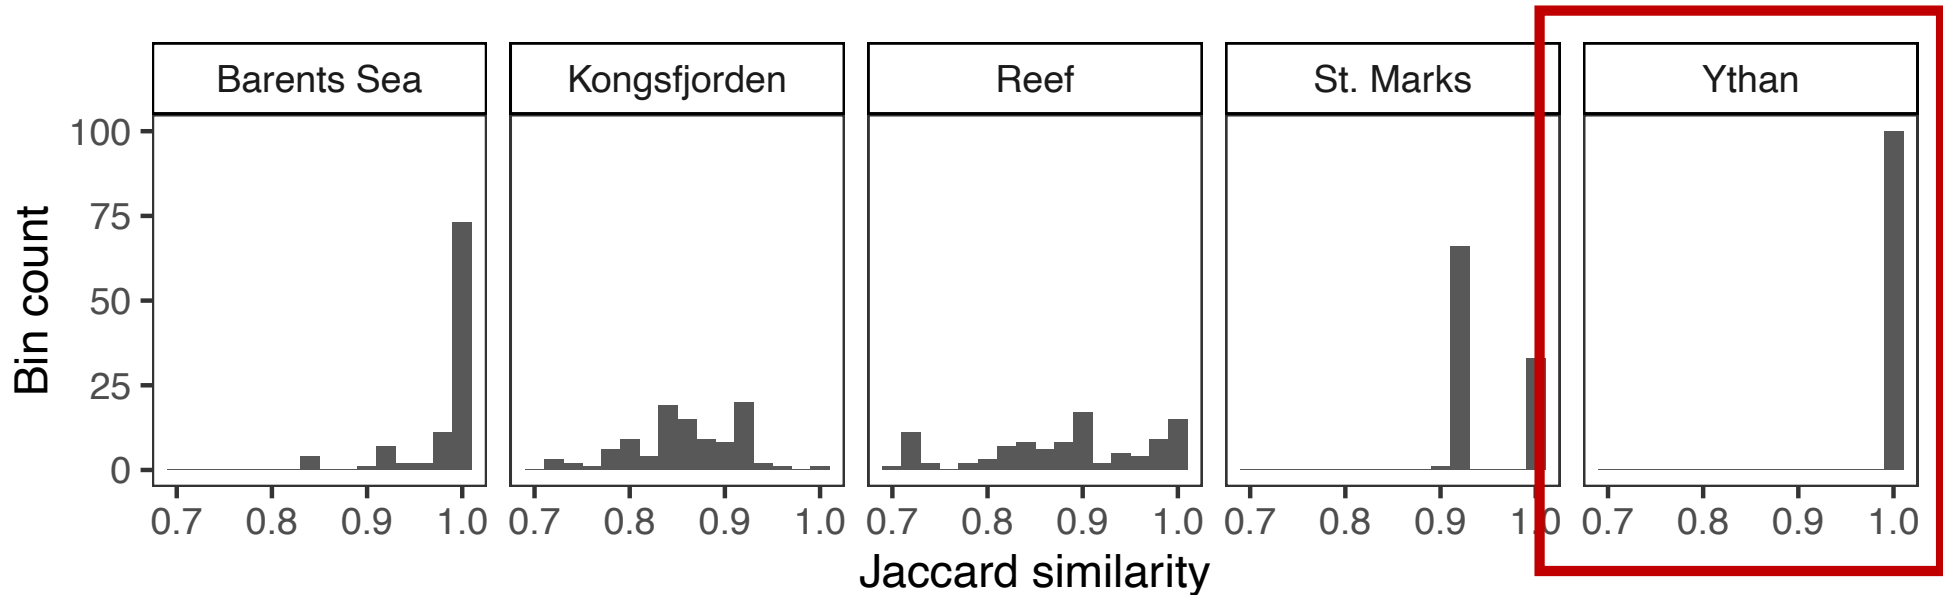 Barents Sea Kongsfjorden Reef St. Marks Ythan
100
75
50
25
0
Bin count
0.7 0.8 0.9 1.0 0.7 0.8 0.9 1.0 0.7 0.8 0.9 1.0 0.7 0.8 0.9 1.0 0.7 0.8 0.9 1.0
Jaccard similarity